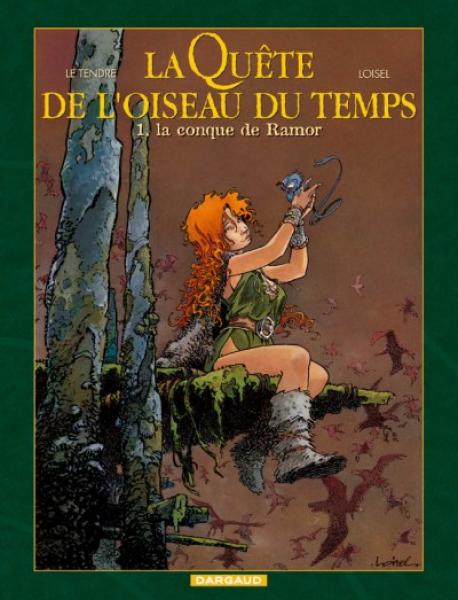 LE TENDRE
LOISEL
LA QUÊTE
DE L'OISEAU DU TEMPS
1. la conque de Ramor
Loisel
DARGAUD